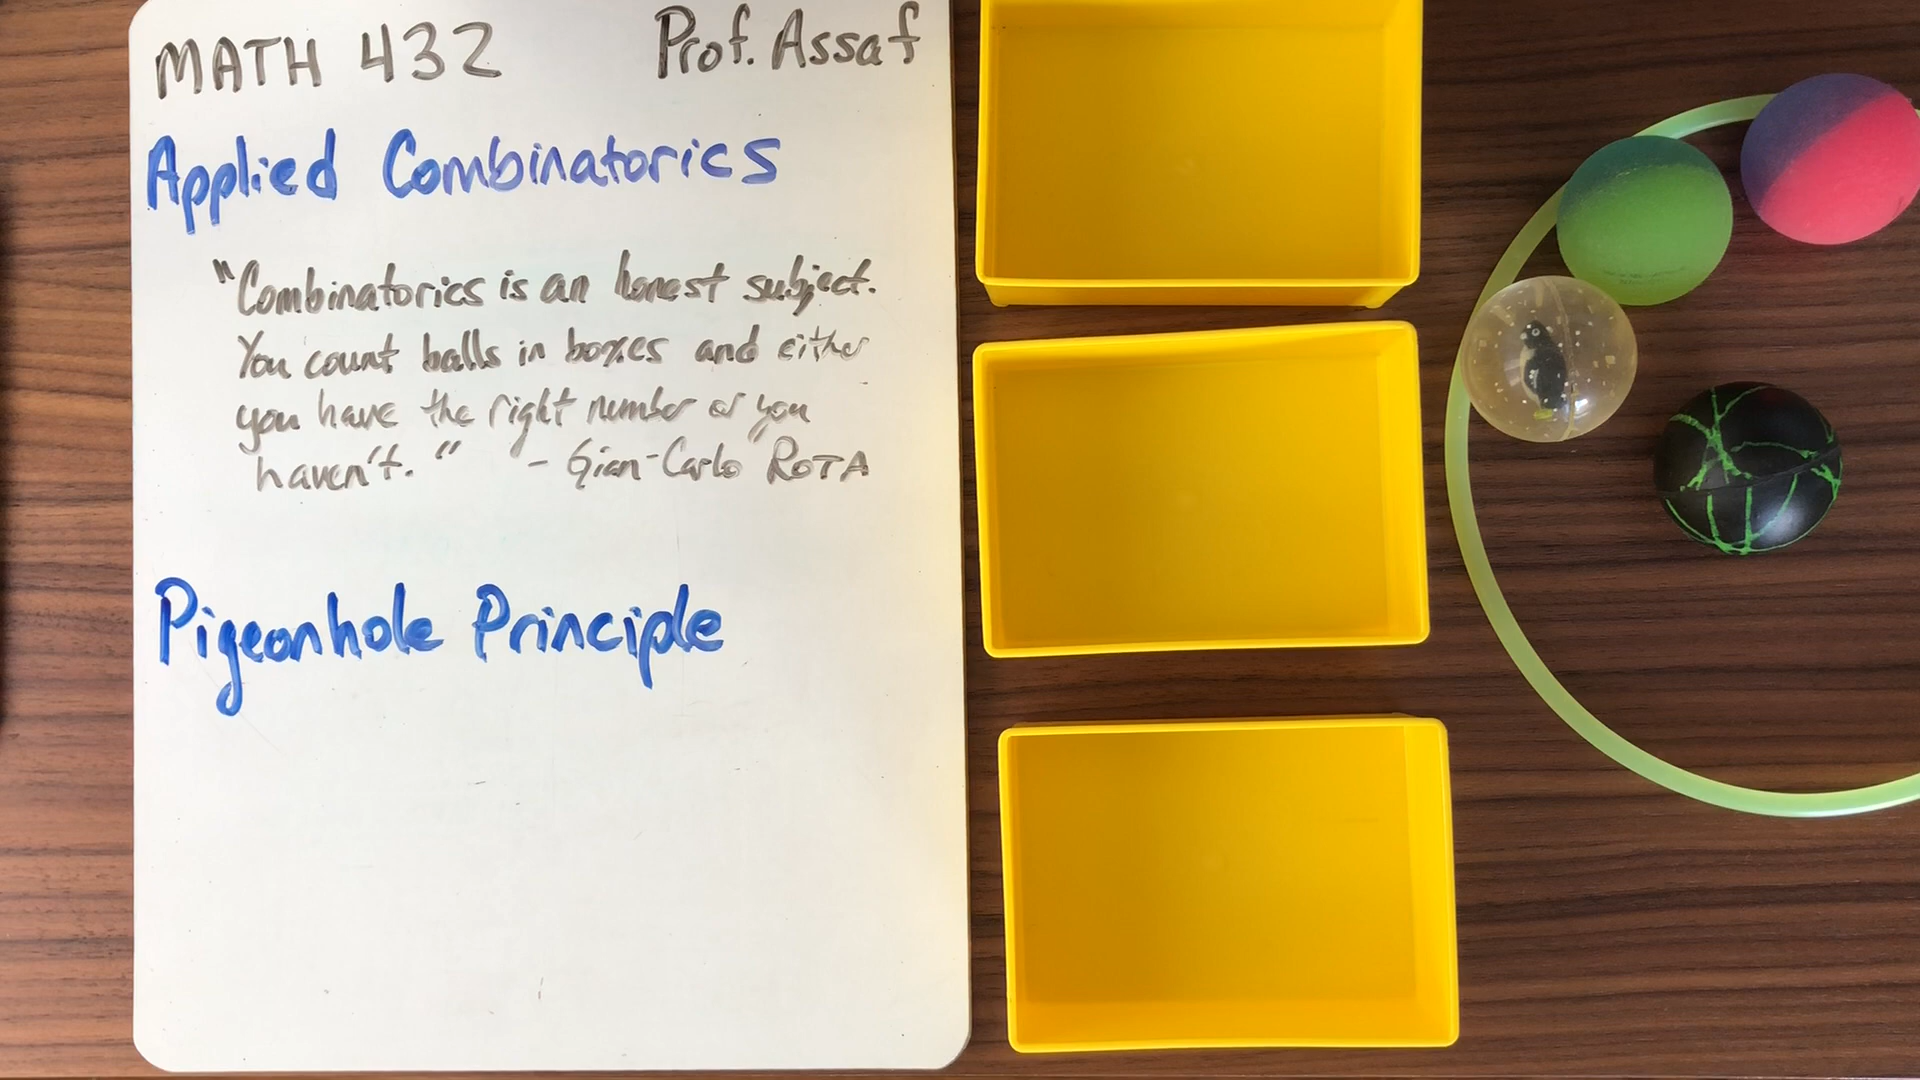 MATH 432 Prof. Assaf
Applied Combinatorics
"Combinatorics is an honest subject.
You count balls in boxes and either
you have the right number or you
haven't." - Gian-Carlo ROTA
Pigeonhole Principle